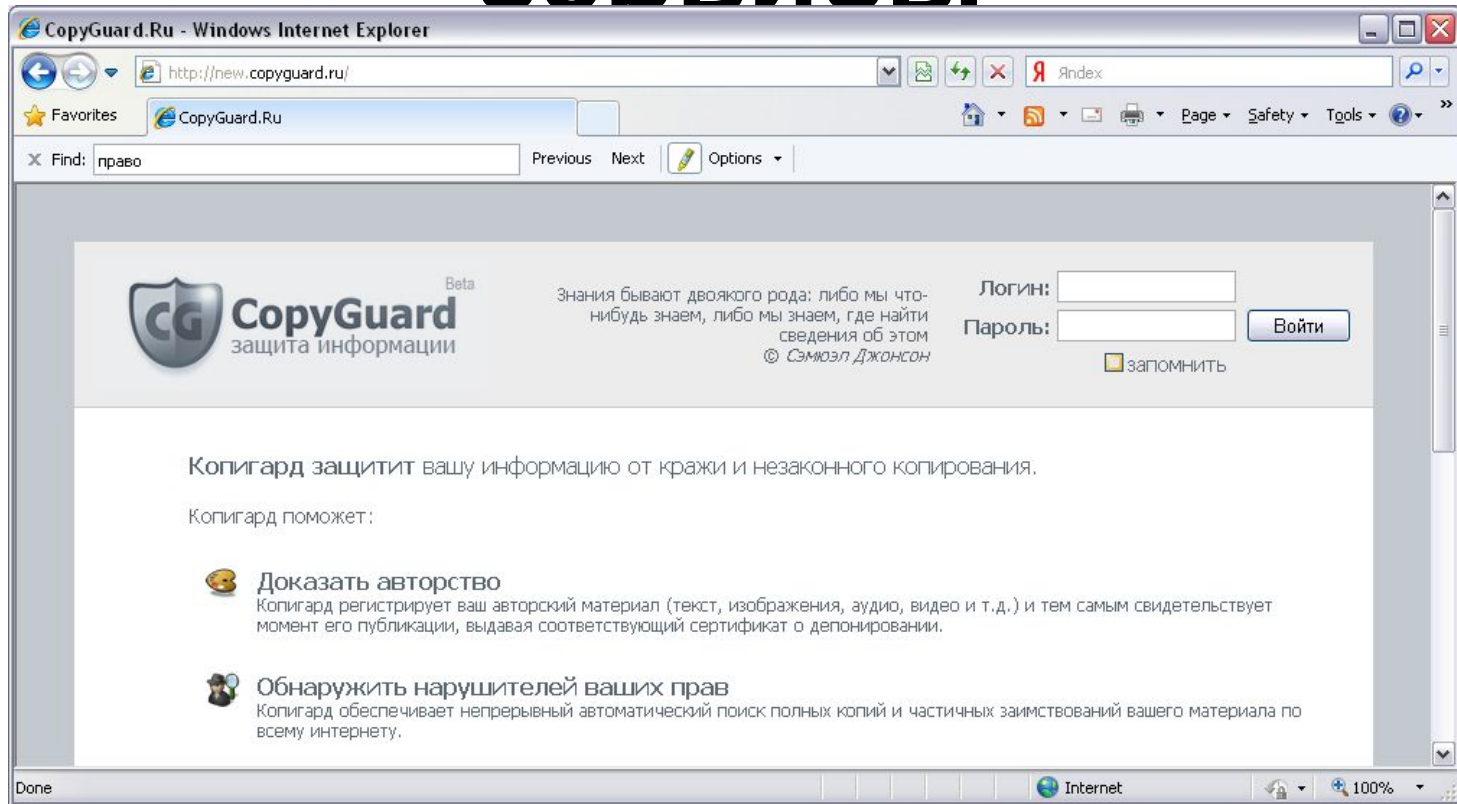 CopyGuard.Ru - Windows Internet Explorer
http://new.copyguard.ru/
Яndex
Favorites
CopyGuard.Ru
Page
Safety
Tools
Find: право
Previous Next Options
CG
Beta
CopyGuard
защита информации
Знания бывают двоякого рода: либо мы что-
нибудь знаем, либо мы знаем, где найти
сведения об этом
© Сэмюэл Джонсон
Логин:
Пароль:
Войти
запомнить
Копигард защитит вашу информацию от кражи и незаконного копирования.
Копигард поможет:
Доказать авторство
Копигард регистрирует ваш авторский материал (текст, изображения, аудио, видео и т.д.) и тем самым свидетельствует
момент его публикации, выдавая соответствующий сертификат о депонировании.
Обнаружить нарушителей ваших прав
Копигард обеспечивает непрерывный автоматический поиск полных копий и частичных заимствований вашего материала по
всему интернету.
Done
Internet
100%